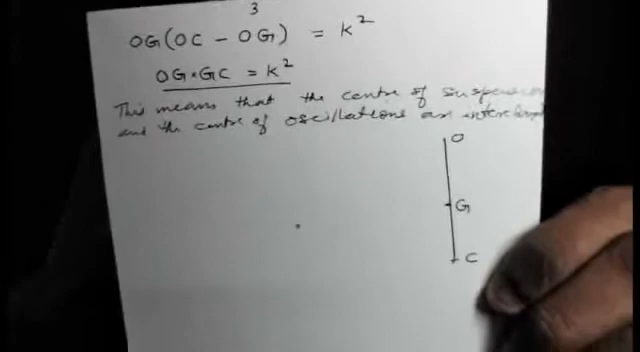 3
OG(OC - OG) = K²
OG×GC = K²
This means that the centre of suspension
and the centre of oscillations are
O
G
C